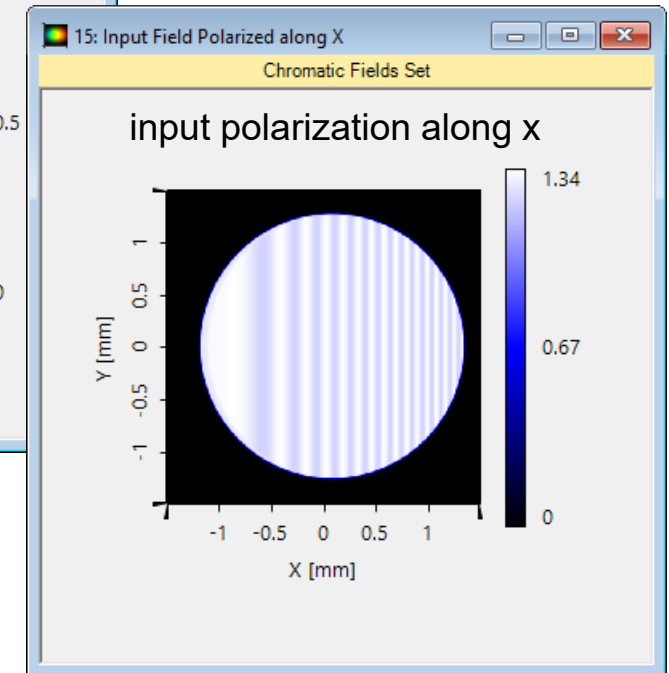 15: Input Field Polarized along X
Chromatic Fields Set
0.5
0
input polarization along x
1.34
0.67
0
Y [mm]
1
0.5
0
-0.5
-1
-1 -0.5 0 0.5 1
X [mm]